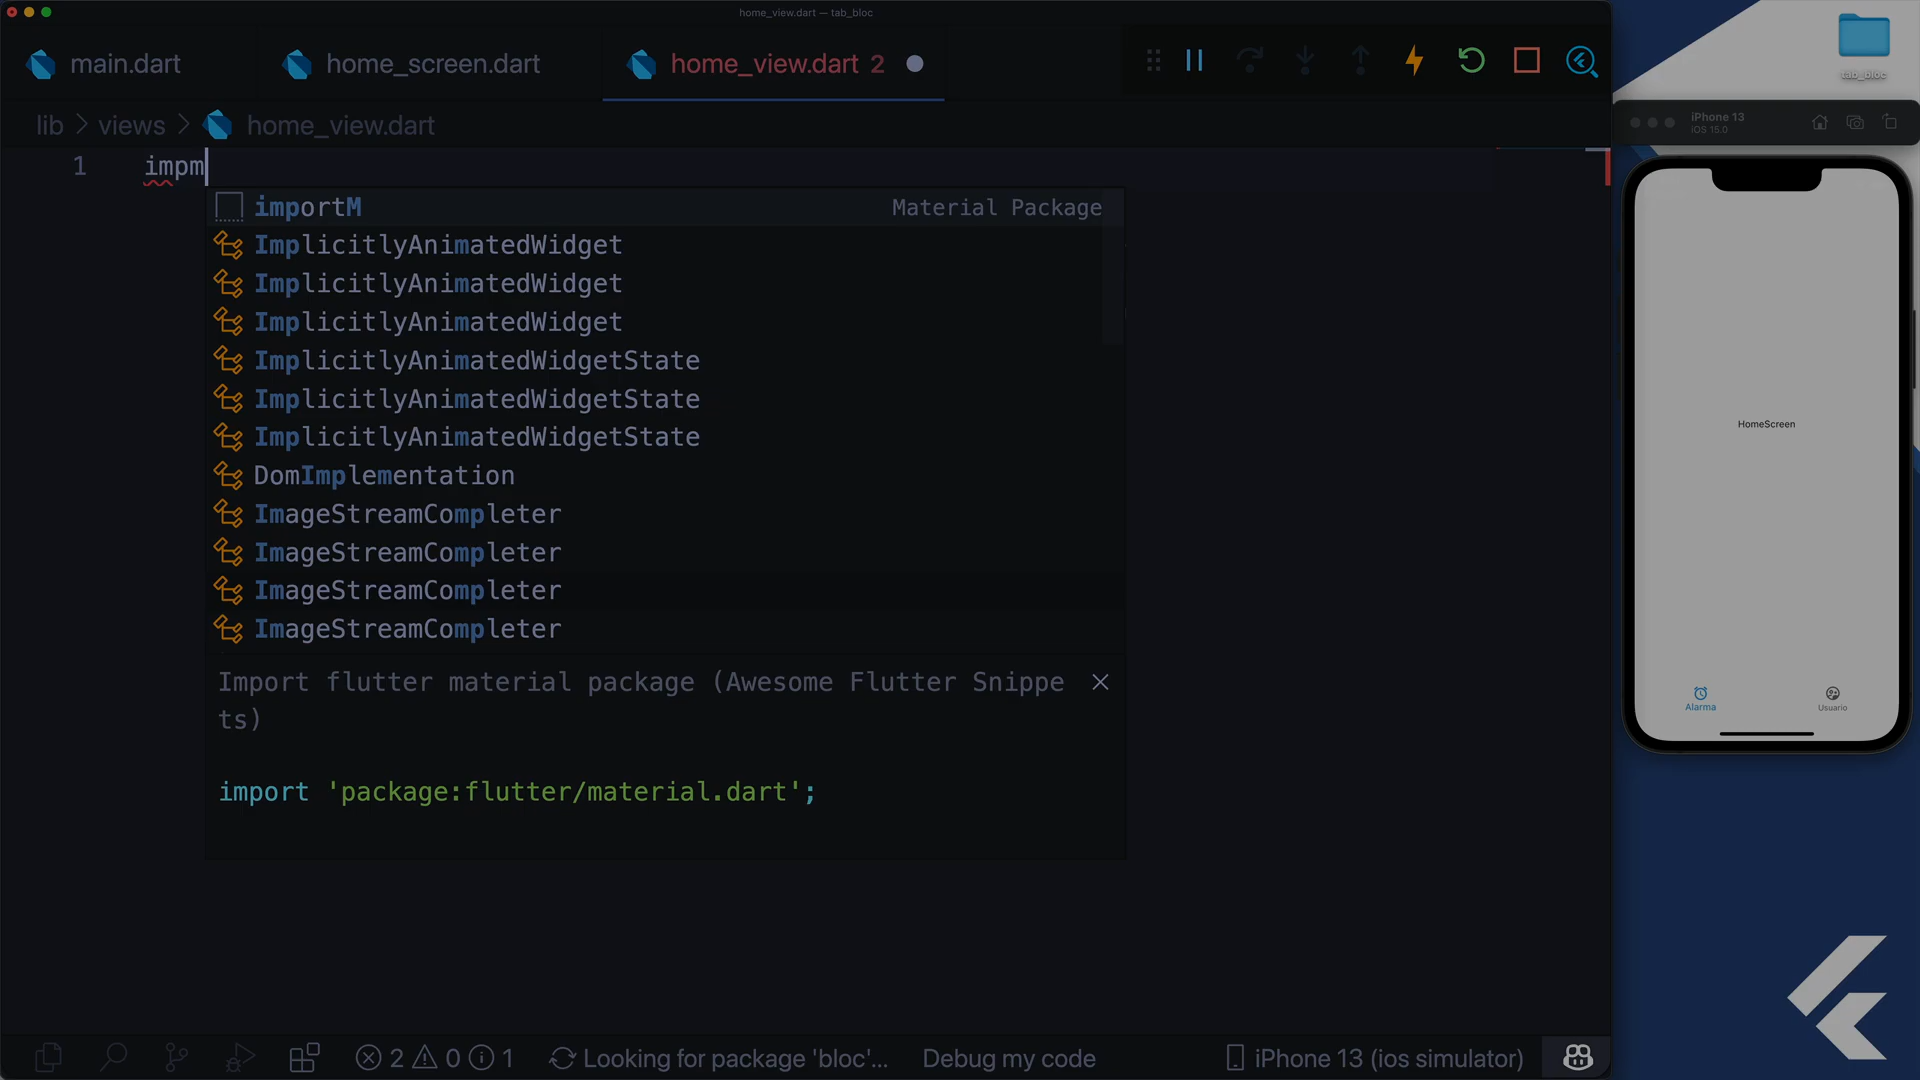 home_view.dart — tab_bloc
main.dart
home_screen.dart
home_view.dart 2
lib > views > home_view.dart
1 impm
importM Material Package
ImplicitlyAnimatedWidget
ImplicitlyAnimatedWidget
ImplicitlyAnimatedWidget
ImplicitlyAnimatedWidgetState
ImplicitlyAnimatedWidgetState
ImplicitlyAnimatedWidgetState
DomImplementation
ImageStreamCompleter
ImageStreamCompleter
ImageStreamCompleter
ImageStreamCompleter
Import flutter material package (Awesome Flutter Snippe
ts)
import 'package:flutter/material.dart';
2 0 1 Looking for package 'bloc'... Debug my code iPhone 13 (ios simulator)
tab_bloc
iPhone 13
iOS 15.0
HomeScreen
Alarma
Usuario